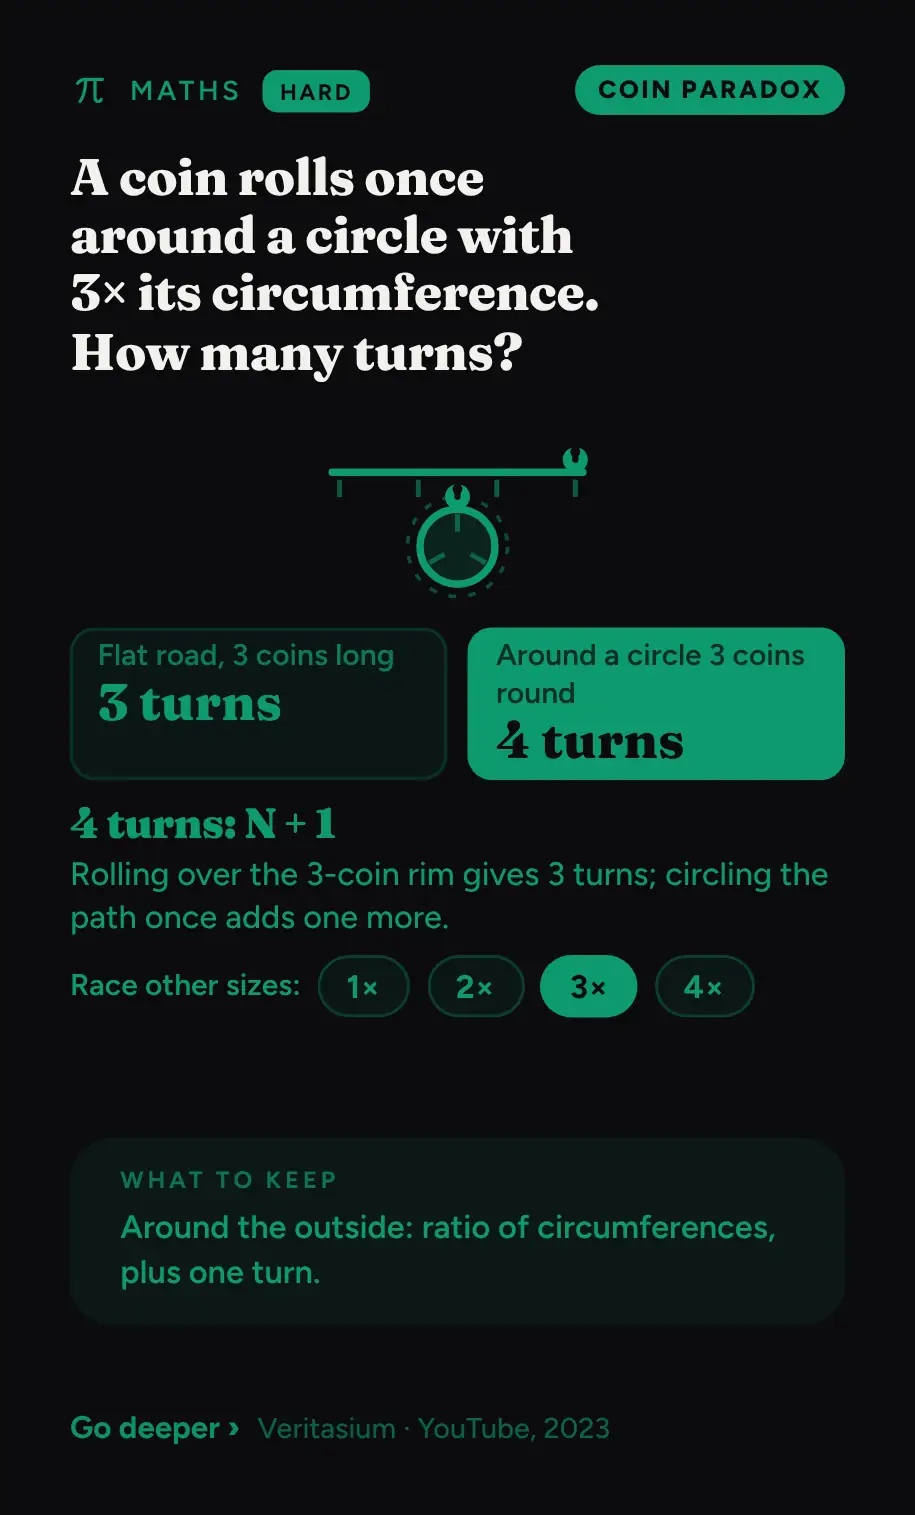 π MATHS HARD COIN PARADOX
A coin rolls once
around a circle with
3× its circumference.
How many turns?
Flat road, 3 coins long
3 turns
Around a circle 3 coins
round
4 turns
4 turns: N + 1
Rolling over the 3-coin rim gives 3 turns; circling the
path once adds one more.
Race other sizes: 1× 2× 3× 4×
WHAT TO KEEP
Around the outside: ratio of circumferences,
plus one turn.
Go deeper › Veritasium · YouTube, 2023